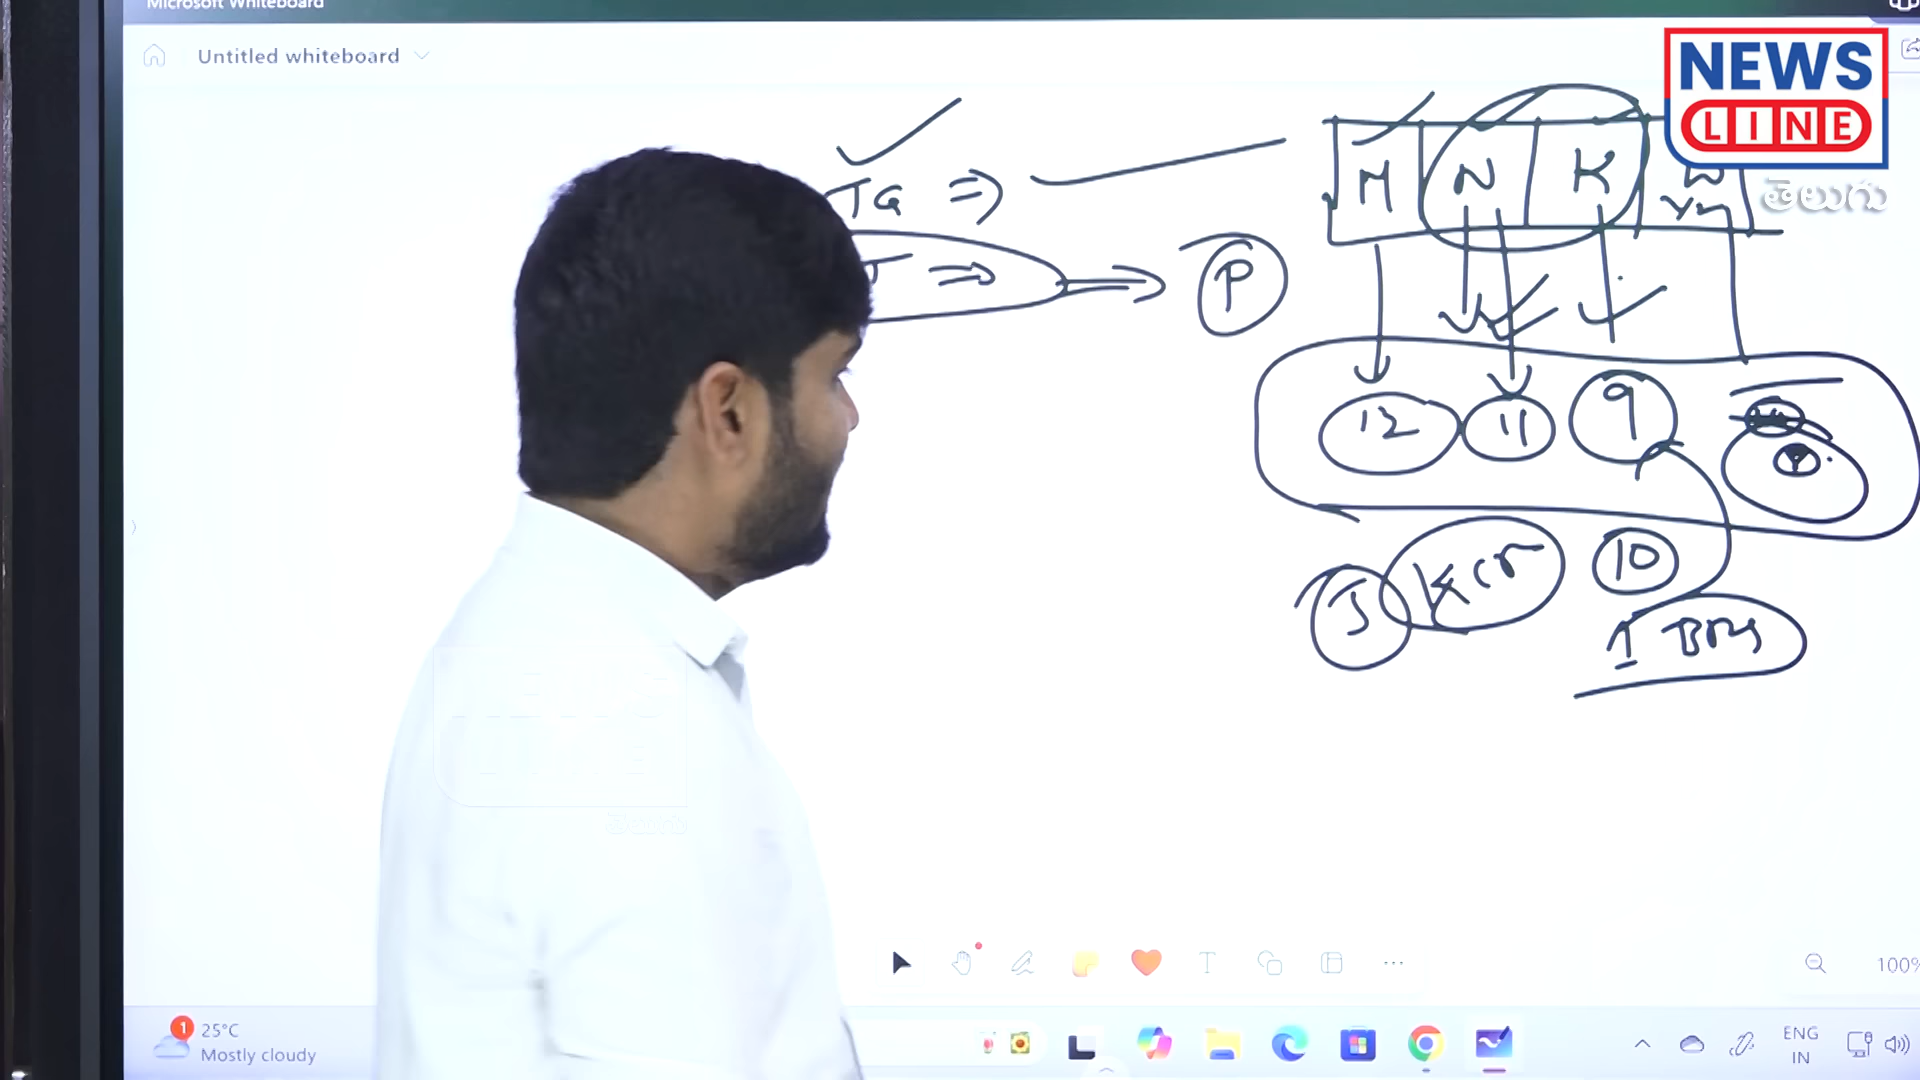 Microsoft Whiteboard
Untitled whiteboard
NEWS
LINE
తెలుగు
TG ⇒
M N K
P
12 11 9
J KCR 10
1
25°C
Mostly cloudy
100%
ENG
IN